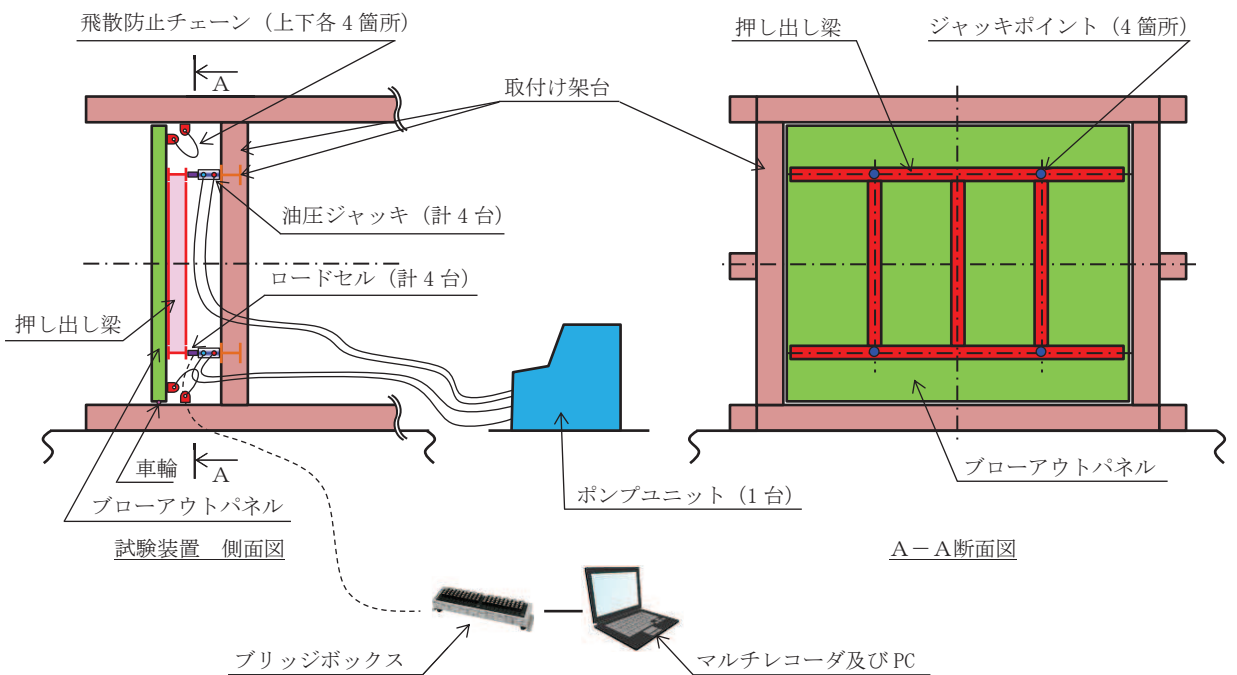 飛散防止チェーン（上下各 4 箇所）
A
取付け架台
押し出し梁
ジャッキポイント（4 箇所）
油圧ジャッキ（計 4 台）
ロードセル（計 4 台）
押し出し梁
車輪
A
ブローアウトパネル
試験装置　側面図
ポンプユニット（1 台）
ブローアウトパネル
A－A断面図
ブリッジボックス
マルチレコーダ及び PC